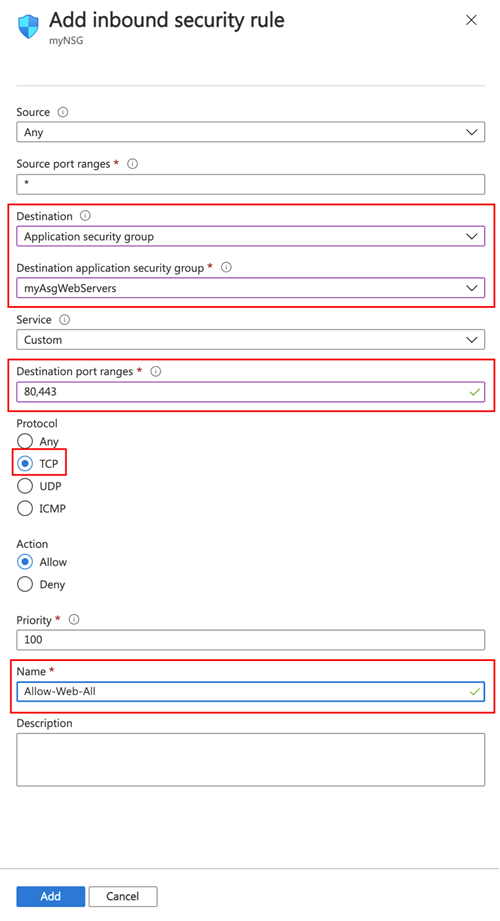 Add inbound security rule
myNSG
Source
Any
Source port ranges *
*
Destination
Application security group
Destination application security group *
myAsgWebServers
Service
Custom
Destination port ranges *
80,443
Protocol
Any
TCP
UDP
ICMP
Action
Allow
Deny
Priority *
100
Name *
Allow-Web-All
Description
Add Cancel